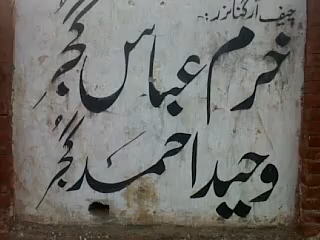 چیف آرگنائزر:-
خرم عباس گجر
وحید احمد گجر